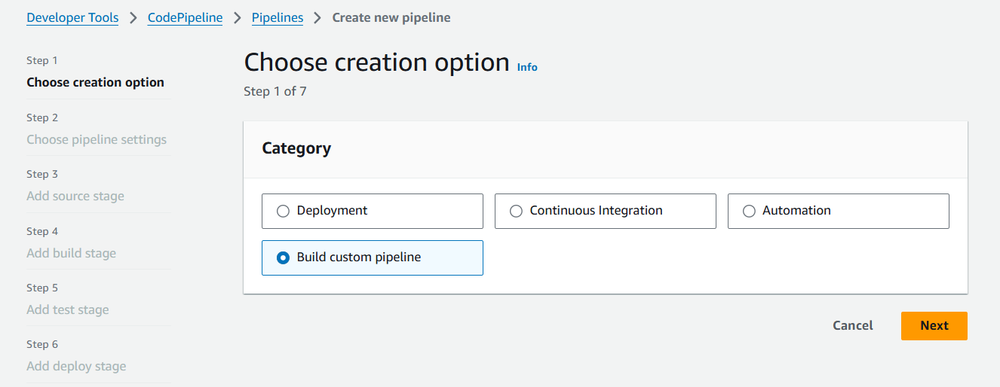 Developer Tools > CodePipeline > Pipelines > Create new pipeline
Step 1
Choose creation option
Step 2
Choose pipeline settings
Step 3
Add source stage
Step 4
Add build stage
Step 5
Add test stage
Step 6
Add deploy stage
Choose creation option Info
Step 1 of 7
Category
Deployment
Continuous Integration
Automation
Build custom pipeline
Cancel
Next